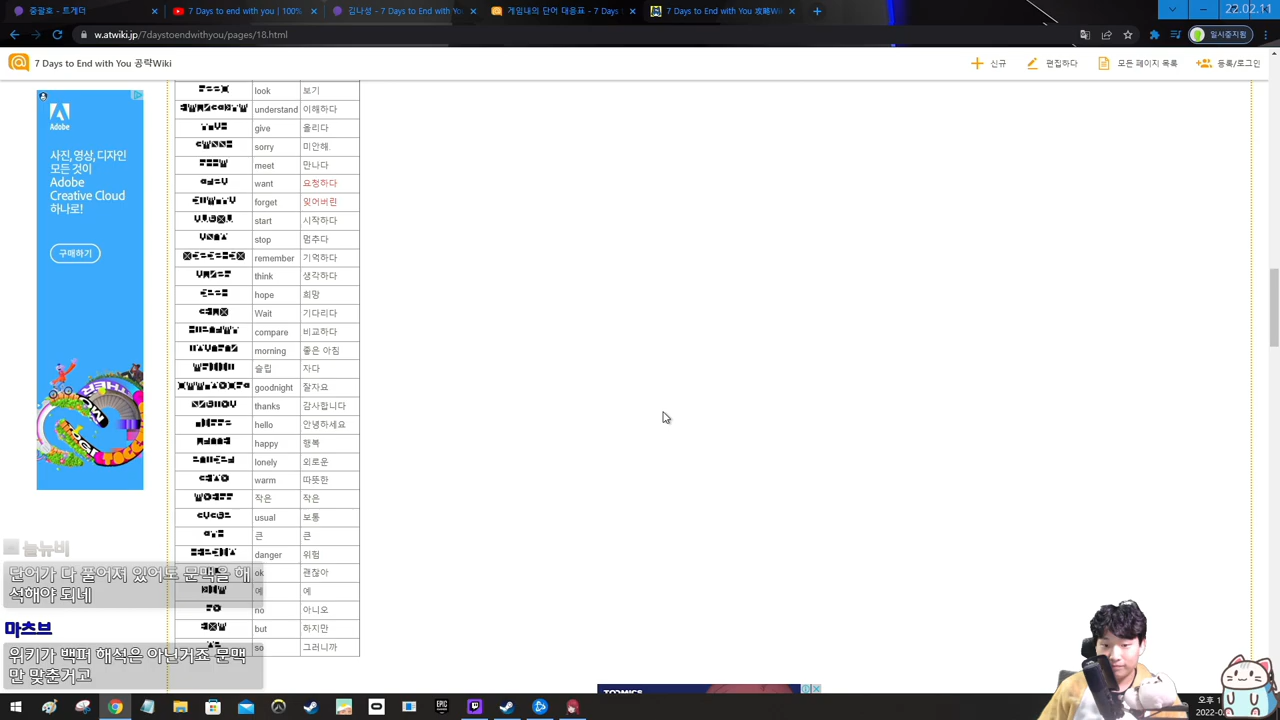 중광호 - 트게더
7 Days to end with you | 100%
김나성 - 7 Days to End with Yo
게임내의 단어 대응표 - 7 Days
7 Days to End with You 攻略Wi
22.02.11
w.atwiki.jp/7daystoendwithyou/pages/18.html
일시중지됨
7 Days to End with You 공략Wiki
신규
편집하다
모든 페이지 목록
등록/로그인
Adobe
사진, 영상, 디자인
모든 것이
Adobe
Creative Cloud
하나로!
구매하기
look 보기
understand 이해하다
give 올리다
sorry 미안해.
meet 만나다
want 요청하다
forget 잊어버린
start 시작하다
stop 멈추다
remember 기억하다
think 생각하다
hope 희망
Wait 기다리다
compare 비교하다
morning 좋은 아침
슬립 자다
goodnight 잘자요
thanks 감사합니다
hello 안녕하세요
happy 행복
lonely 외로운
warm 따뜻한
작은 작은
usual 보통
큰 큰
danger 위험
ok 괜찮아
예 예
no 아니오
but 하지만
so 그러니까
늘뉴비
단어가 다 풀어져 있어도 문맥을 해
석해야 되네
마츠브
위키가 백퍼 해석은 아닌거죠 문맥
만 맞춘거고
TOOMICS
EPIC
오후 1
2022-0